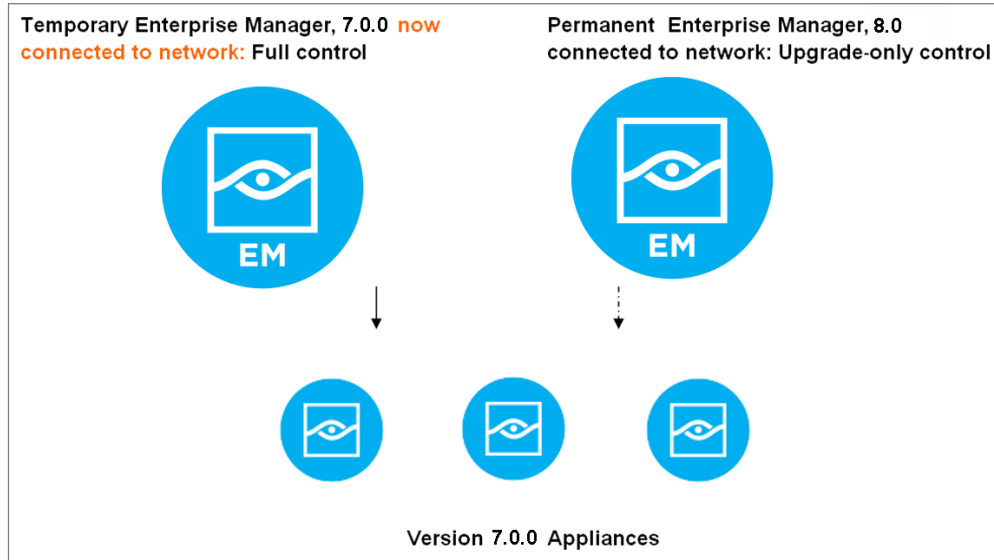 Temporary Enterprise Manager, 7.0.0 now
connected to network: Full control
Permanent Enterprise Manager, 8.0
connected to network: Upgrade-only control
EM
EM
Version 7.0.0 Appliances